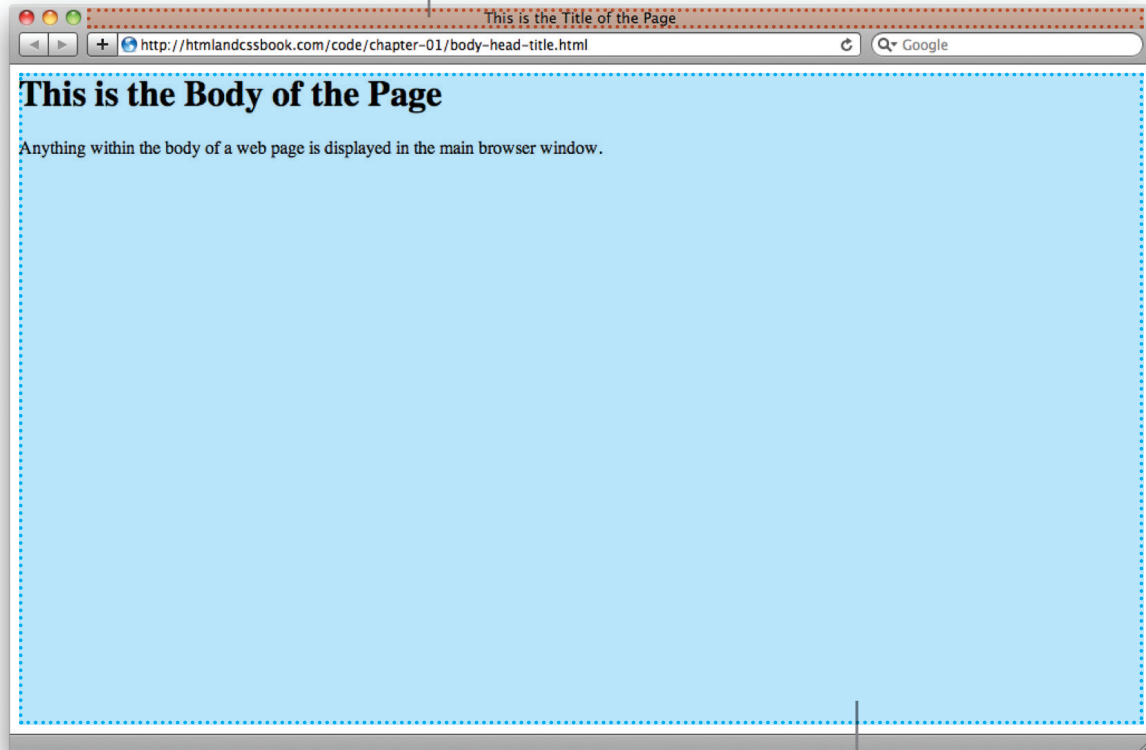 This is the Title of the Page
http://htmlandcssbook.com/code/chapter-01/body-head-title.html
Google
This is the Body of the Page
Anything within the body of a web page is displayed in the main browser window.